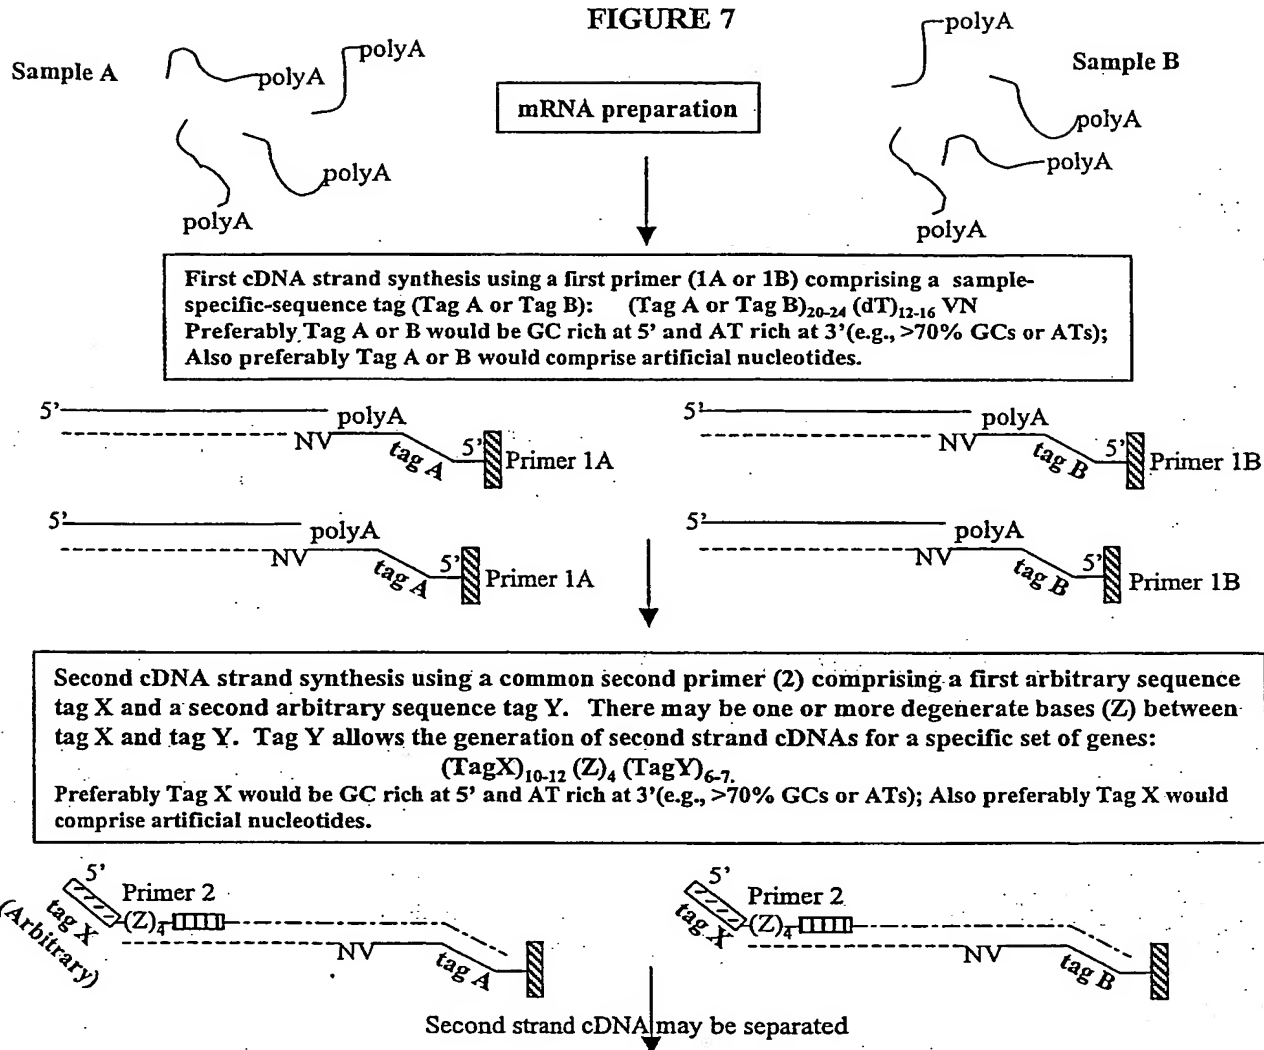 FIGURE 7
Sample A
polyA
polyA
polyA
polyA
mRNA preparation
polyA
Sample B
polyA
polyA
polyA
First cDNA strand synthesis using a first primer (1A or 1B) comprising a sample-
specific-sequence tag (Tag A or Tag B): (Tag A or Tag B)20-24 (dT)12-16 VN
Preferably Tag A or B would be GC rich at 5' and AT rich at 3'(e.g., >70% GCs or ATs);
Also preferably Tag A or B would comprise artificial nucleotides.
5' polyA
NV tag A 5' Primer 1A
5' polyA
NV tag B 5' Primer 1B
5' polyA
NV tag A 5' Primer 1A
5' polyA
NV tag B 5' Primer 1B
Second cDNA strand synthesis using a common second primer (2) comprising a first arbitrary sequence
tag X and a second arbitrary sequence tag Y. There may be one or more degenerate bases (Z) between
tag X and tag Y. Tag Y allows the generation of second strand cDNAs for a specific set of genes:
(TagX)10-12 (Z)4 (TagY)6-7.
Preferably Tag X would be GC rich at 5' and AT rich at 3'(e.g., >70% GCs or ATs); Also preferably Tag X would
comprise artificial nucleotides.
5'
Primer 2
tag X (Z)4
(Arbitrary)
NV tag A
5'
Primer 2
tag X (Z)4
NV tag B
Second strand cDNA may be separated